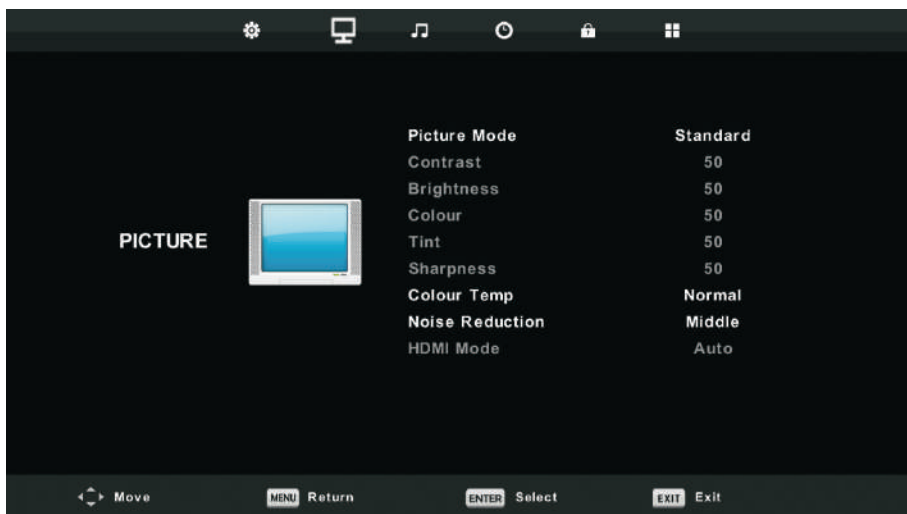 Picture Mode Standard
Contrast 50
Brightness 50
Colour 50
PICTURE
Tint 50
Sharpness 50
Colour Temp Normal
Noise Reduction Middle
HDMI Mode Auto
Move MENU Return ENTER Select EXIT Exit